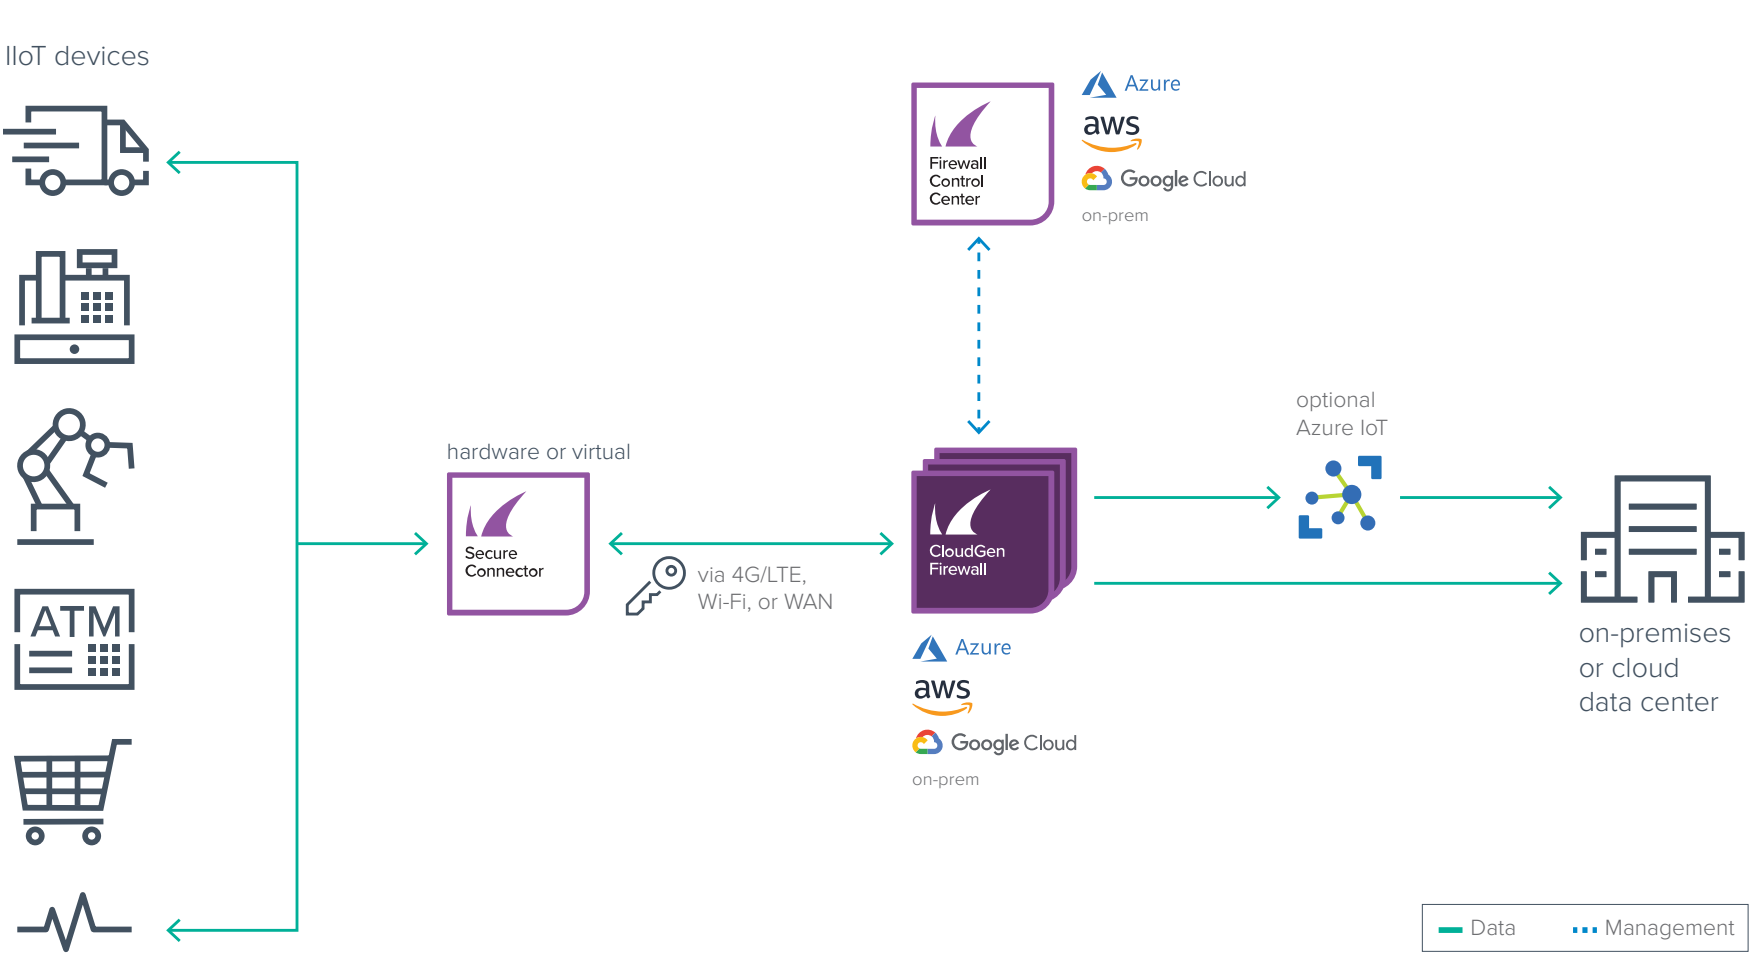 IIoT devices
Azure
aws
Google Cloud
on-prem
Firewall
Control
Center
optional
Azure IoT
hardware or virtual
Secure
Connector
via 4G/LTE,
Wi-Fi, or WAN
CloudGen
Firewall
ATM
Azure
aws
Google Cloud
on-prem
on-premises
or cloud
data center
Data
Management